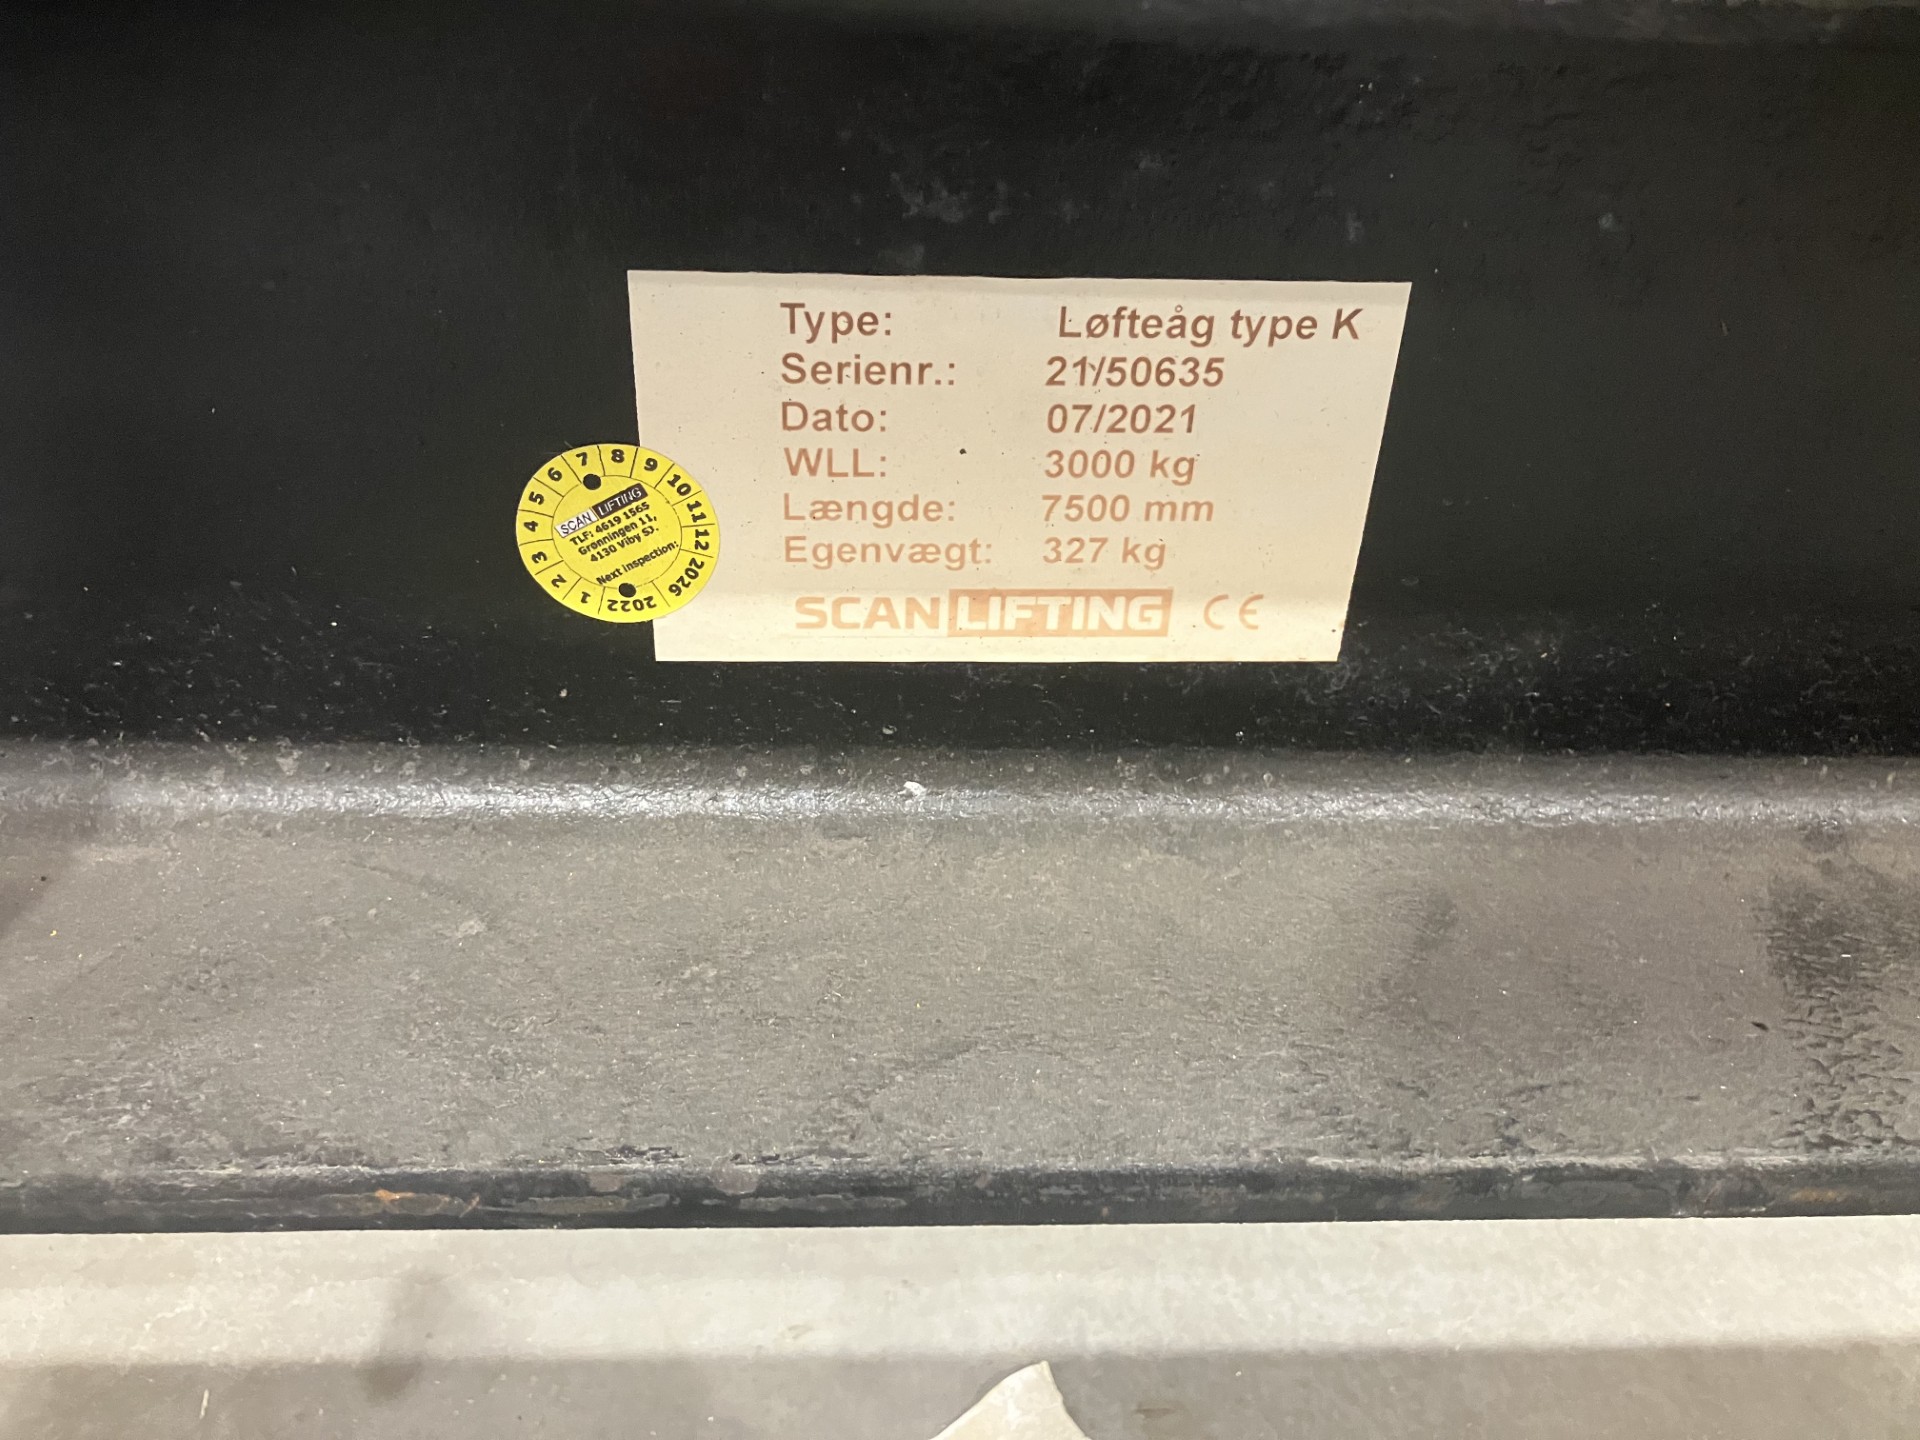 Type: Løfteåg type K
Serienr.: 21/50635
Dato: 07/2021
WLL: 3000 kg
Længde: 7500 mm
Egenvægt: 327 kg
SCAN LIFTING CE
1 2 3 4 5 6 7 8 9 10 11 12 2026 2022
SCAN LIFTING
TLF: 4619 1565
Grønningen 11,
4130 Viby SJ.
Next inspection: